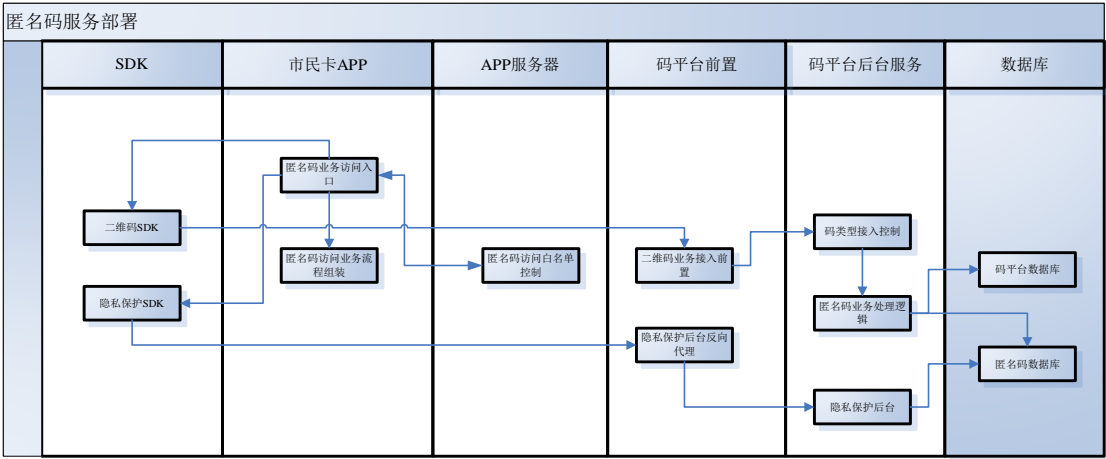 匿名码服务部署
SDK
市民卡APP
APP服务器
码平台前置
码平台后台服务
数据库
匿名码业务访问入
口
二维码SDK
码类型接入控制
匿名码访问业务流
程组装
匿名码访问白名单
控制
二维码业务接入前
置
码平台数据库
隐私保护SDK
匿名码业务处理逻
辑
隐私保护后台反向
代理
匿名码数据库
隐私保护后台